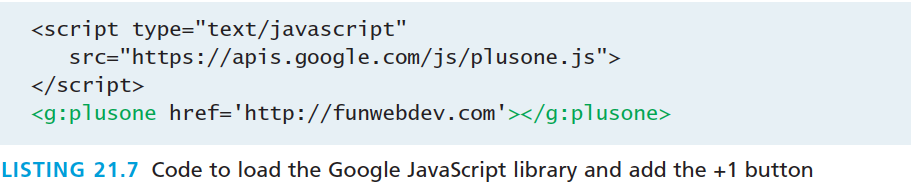 <script type="text/javascript"
   src="https://apis.google.com/js/plusone.js">
</script>
<g:plusone href='http://funwebdev.com'></g:plusone>
LISTING 21.7 Code to load the Google JavaScript library and add the +1 button